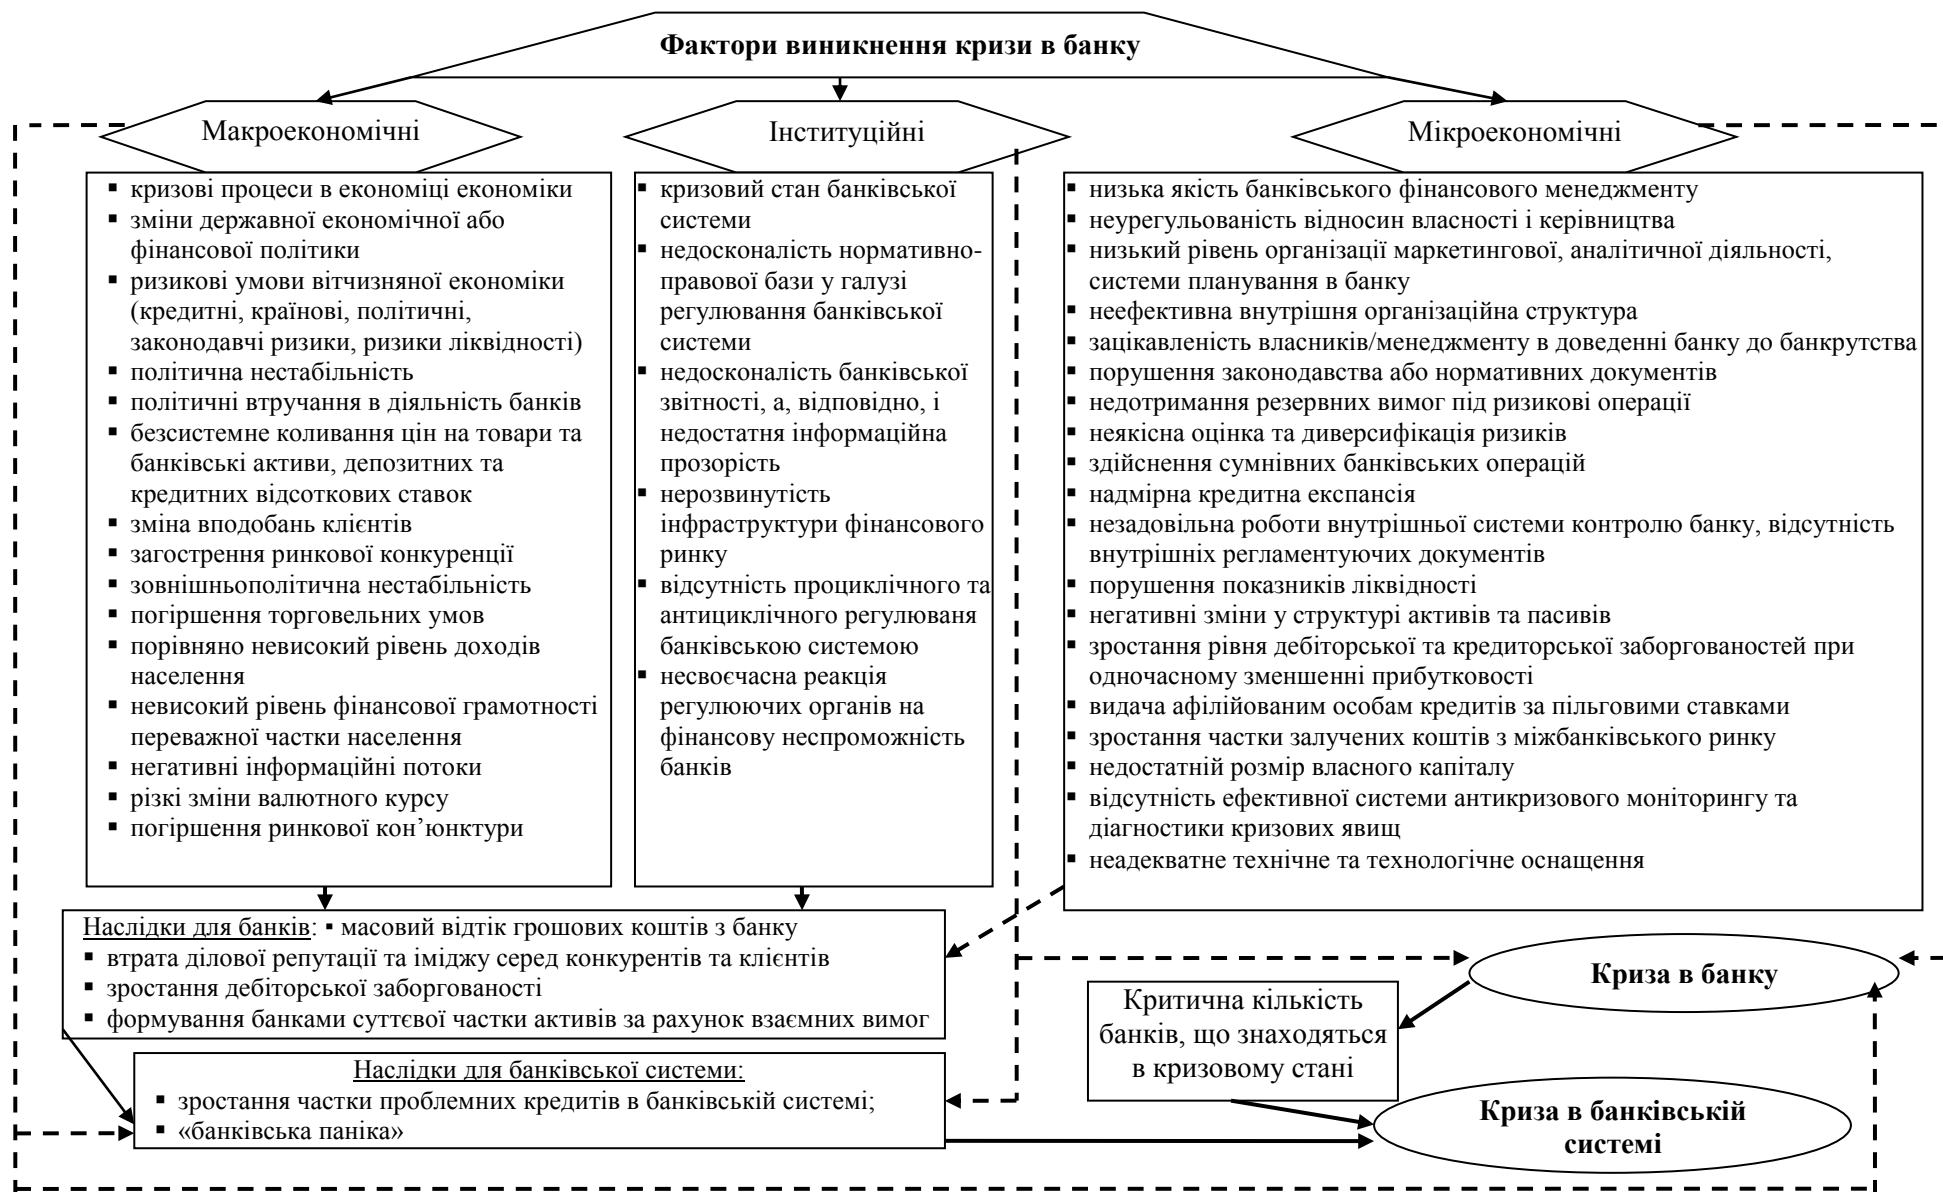 Фактори виникнення кризи в банку
Макроекономічні
Інституційні
Мікроекономічні
▪ кризові процеси в економіці економіки
▪ зміни державної економічної або
фінансової політики
▪ ризикові умови вітчизняної економіки
(кредитні, країнові, політичні,
законодавчі ризики, ризики ліквідності)
▪ політична нестабільність
▪ політичні втручання в діяльність банків
▪ безсистемне коливання цін на товари та
банківські активи, депозитних та
кредитних відсоткових ставок
▪ зміна вподобань клієнтів
▪ загострення ринкової конкуренції
▪ зовнішньополітична нестабільність
▪ погіршення торговельних умов
▪ порівняно невисокий рівень доходів
населення
▪ невисокий рівень фінансової грамотності
переважної частки населення
▪ негативні інформаційні потоки
▪ різкі зміни валютного курсу
▪ погіршення ринкової кон’юнктури
▪ кризовий стан банківської
системи
▪ недосконалість нормативно-
правової бази у галузі
регулювання банківської
системи
▪ недосконалість банківської
звітності, а, відповідно, і
недостатня інформаційна
прозорість
▪ нерозвинутість
інфраструктури фінансового
ринку
▪ відсутність проциклічного та
антициклічного регулюваня
банківською системою
▪ несвоєчасна реакція
регулюючих органів на
фінансову неспроможність
банків
▪ низька якість банківського фінансового менеджменту
▪ неурегульованість відносин власності і керівництва
▪ низький рівень організації маркетингової, аналітичної діяльності,
системи планування в банку
▪ неефективна внутрішня організаційна структура
▪ зацікавленість власників/менеджменту в доведенні банку до банкрутства
▪ порушення законодавства або нормативних документів
▪ недотримання резервних вимог під ризикові операції
▪ неякісна оцінка та диверсифікація ризиків
▪ здійснення сумнівних банківських операцій
▪ надмірна кредитна експансія
▪ незадовільна роботи внутрішньої системи контролю банку, відсутність
внутрішніх регламентуючих документів
▪ порушення показників ліквідності
▪ негативні зміни у структурі активів та пасивів
▪ зростання рівня дебіторської та кредиторської заборгованостей при
одночасному зменшенні прибутковості
▪ видача афілійованим особам кредитів за пільговими ставками
▪ зростання частки залучених коштів з міжбанківського ринку
▪ недостатній розмір власного капіталу
▪ відсутність ефективної системи антикризового моніторингу та
діагностики кризових явищ
▪ неадекватне технічне та технологічне оснащення
Наслідки для банків: ▪ масовий відтік грошових коштів з банку
▪ втрата ділової репутації та іміджу серед конкурентів та клієнтів
▪ зростання дебіторської заборгованості
▪ формування банками суттєвої частки активів за рахунок взаємних вимог
Наслідки для банківської системи:
▪ зростання частки проблемних кредитів в банківській системі;
▪ «банківська паніка»
Криза в банку
Критична кількість
банків, що знаходяться
в кризовому стані
Криза в банківській
системі